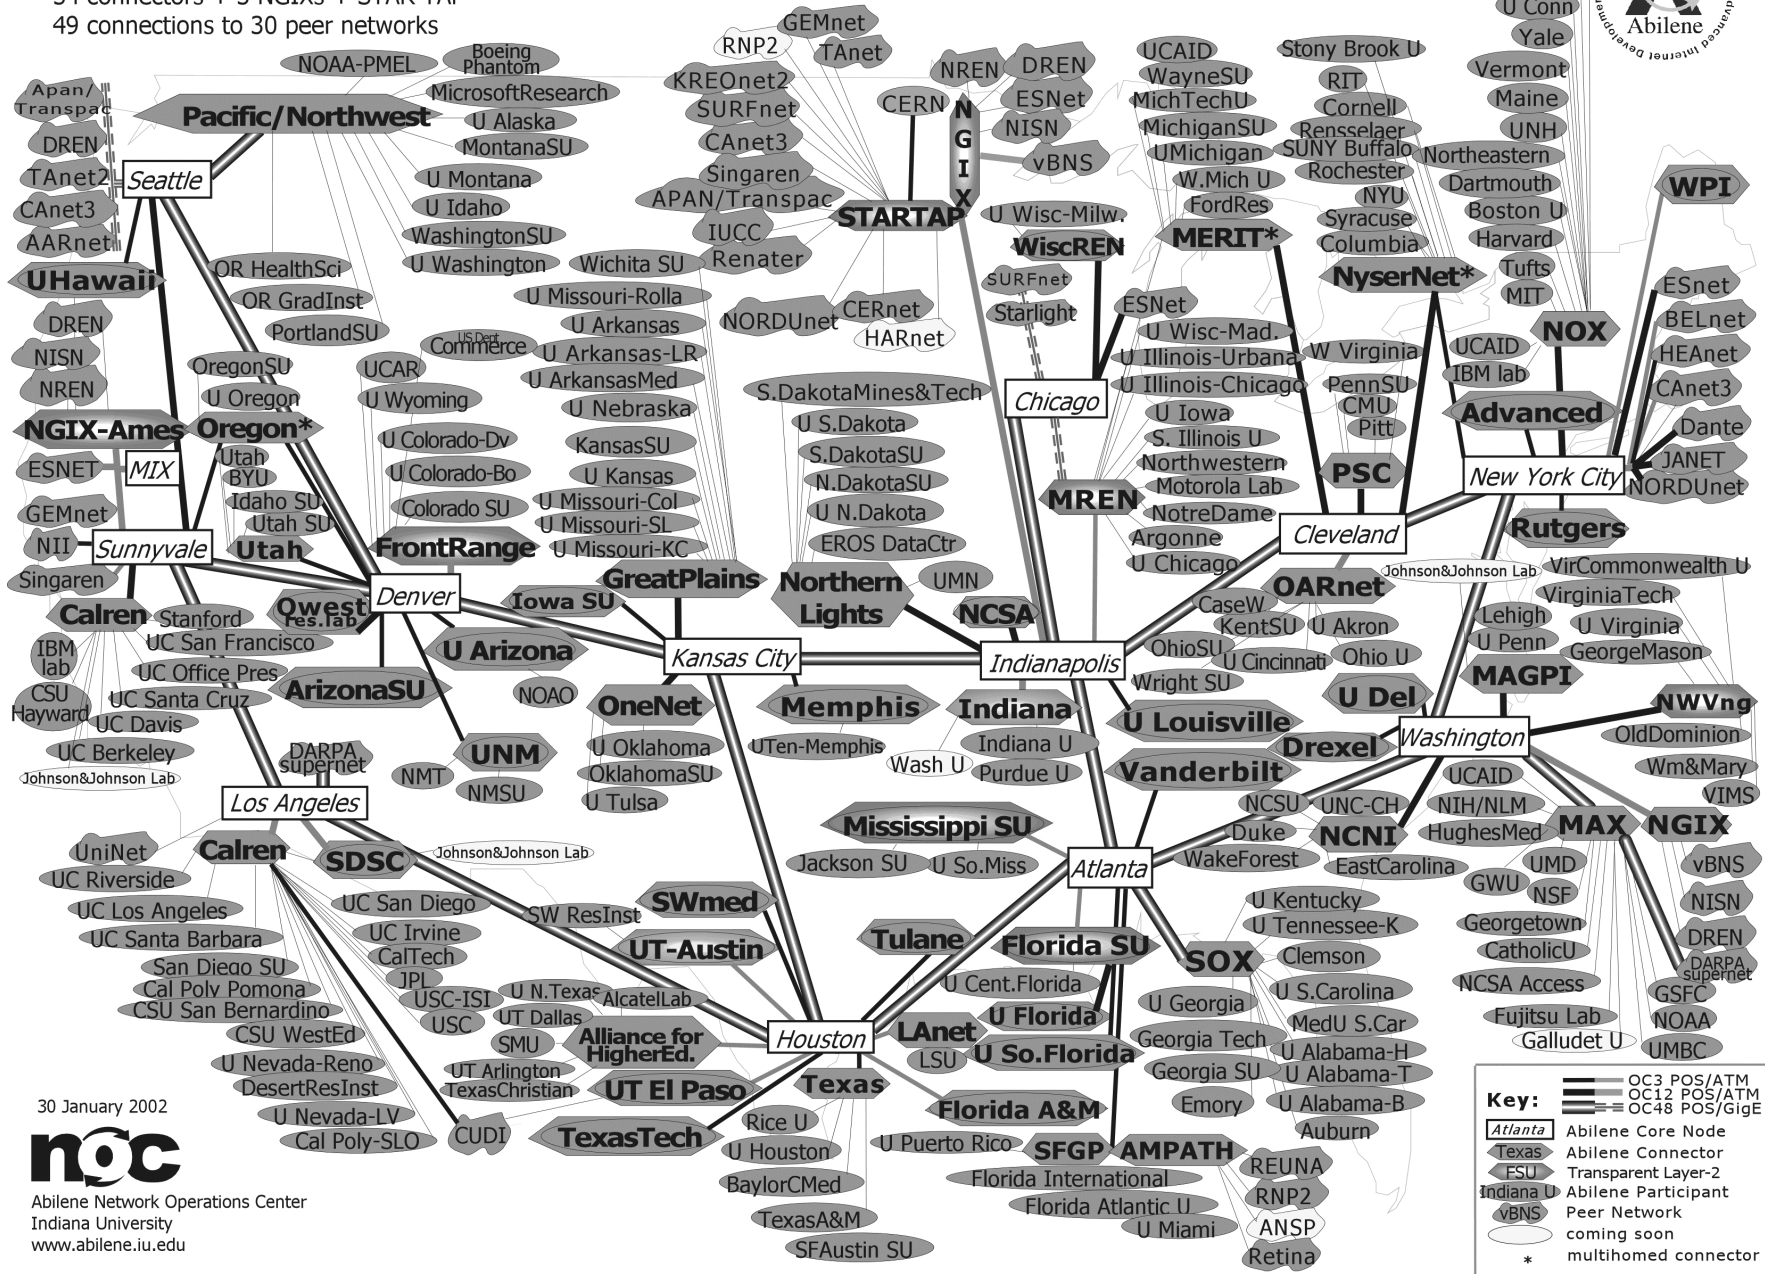 49 connections to 30 peer networks
U Conn
Yale
Vermont
Maine
UNH
Northeastern
Dartmouth
Boston U
Harvard
Tufts
MIT
NOX
UCAID
IBM lab
Abilene
Advanced Internet Development
GEMnet
RNP2
TAnet
KREOnet2
SURFnet
CAnet3
Singaren
APAN/Transpac
IUCC
Renater
CERN
STARTAP
NORDUnet
CERnet
HARnet
NREN
DREN
ESNet
NISN
vBNS
NGIX
NOAA-PMEL
Boeing
Phantom
MicrosoftResearch
Pacific/Northwest
U Alaska
MontanaSU
U Montana
U Idaho
WashingtonSU
U Washington
OR HealthSci
OR GradInst
PortlandSU
Apan/
Transpac
DREN
TAnet2
CAnet3
AARnet
Seattle
UHawaii
DREN
NISN
NREN
NGIX-Ames
MIX
ESNET
GEMnet
NII
Singaren
Sunnyvale
OregonSU
U Oregon
Oregon*
Utah
BYU
Idaho SU
Utah SU
Utah
US Dept
Commerce
UCAR
U Wyoming
U Colorado-Dv
U Colorado-Bo
Colorado SU
FrontRange
Denver
Qwest
res.lab
U Arizona
NOAO
ArizonaSU
UNM
NMT
NMSU
Wichita SU
U Missouri-Rolla
U Arkansas
U Arkansas-LR
U ArkansasMed
U Nebraska
KansasSU
U Kansas
U Missouri-Col
U Missouri-SL
U Missouri-KC
GreatPlains
Iowa SU
Kansas City
OneNet
U Oklahoma
OklahomaSU
U Tulsa
Memphis
UTen-Memphis
S.DakotaMines&Tech
U S.Dakota
S.DakotaSU
N.DakotaSU
U N.Dakota
EROS DataCtr
UMN
Northern
Lights
NCSA
Indianapolis
Indiana
Indiana U
Purdue U
Wash U
U Louisville
Vanderbilt
U Wisc-Milw.
WiscREN
SURFnet
Starlight
ESNet
Chicago
MREN
U Wisc-Mad.
U Illinois-Urbana
U Illinois-Chicago
U Iowa
S. Illinois U
Northwestern
Motorola Lab
NotreDame
Argonne
U Chicago
UCAID
WayneSU
MichTechU
MichiganSU
UMichigan
W.Mich U
FordRes
MERIT*
Stony Brook U
RIT
Cornell
Rensselaer
SUNY Buffalo
Rochester
NYU
Syracuse
Columbia
NyserNet*
W Virginia
PennSU
CMU
Pitt
PSC
Cleveland
OARnet
CaseW
KentSU
U Akron
OhioSU
U Cincinnati
Ohio U
Wright SU
WPI
ESnet
BELnet
HEAnet
CAnet3
Dante
JANET
NORDUnet
Advanced
New York City
Rutgers
Johnson&Johnson Lab
Lehigh
U Penn
MAGPI
VirCommonwealth U
VirginiaTech
U Virginia
GeorgeMason
NWVng
OldDominion
Wm&Mary
VIMS
U Del
Drexel
Washington
UCAID
NIH/NLM
HughesMed
UMD
NSF
GWU
Georgetown
CatholicU
NCSA Access
Fujitsu Lab
Galludet U
MAX
NGIX
vBNS
NISN
DREN
DARPA
supernet
GSFC
NOAA
UMBC
NCSU
UNC-CH
Duke
WakeForest
NCNI
EastCarolina
Calren
Stanford
UC San Francisco
UC Office Pres
UC Santa Cruz
UC Davis
UC Berkeley
IBM
lab
CSU
Hayward
Johnson&Johnson Lab
DARPA
supernet
Los Angeles
UniNet
Calren
SDSC
Johnson&Johnson Lab
UC Riverside
UC Los Angeles
UC Santa Barbara
San Diego SU
Cal Poly Pomona
CSU San Bernardino
CSU WestEd
U Nevada-Reno
DesertResInst
U Nevada-LV
Cal Poly-SLO
UC San Diego
UC Irvine
CalTech
JPL
USC-ISI
USC
CUDI
Mississippi SU
Jackson SU
U So.Miss
Atlanta
SWmed
SW ResInst
UT-Austin
U N.Texas
AlcatelLab
UT Dallas
SMU
Alliance for
HigherEd.
UT Arlington
TexasChristian
UT El Paso
TexasTech
Houston
Texas
Rice U
U Houston
BaylorCMed
TexasA&M
SFAustin SU
Tulane
LAnet
LSU
Florida SU
U Cent.Florida
U Florida
U So.Florida
Florida A&M
U Puerto Rico
SFGP
AMPATH
Florida International
Florida Atlantic U
U Miami
REUNA
RNP2
ANSP
Retina
SOX
U Kentucky
U Tennessee-K
Clemson
U S.Carolina
MedU S.Car
U Alabama-H
U Alabama-T
U Alabama-B
Auburn
U Georgia
Georgia Tech
Georgia SU
Emory
30 January 2002
noc
Abilene Network Operations Center
Indiana University
www.abilene.iu.edu
Key:
OC3 POS/ATM
OC12 POS/ATM
OC48 POS/GigE
Atlanta Abilene Core Node
Texas Abilene Connector
FSU Transparent Layer-2
Indiana U Abilene Participant
vBNS Peer Network
coming soon
* multihomed connector